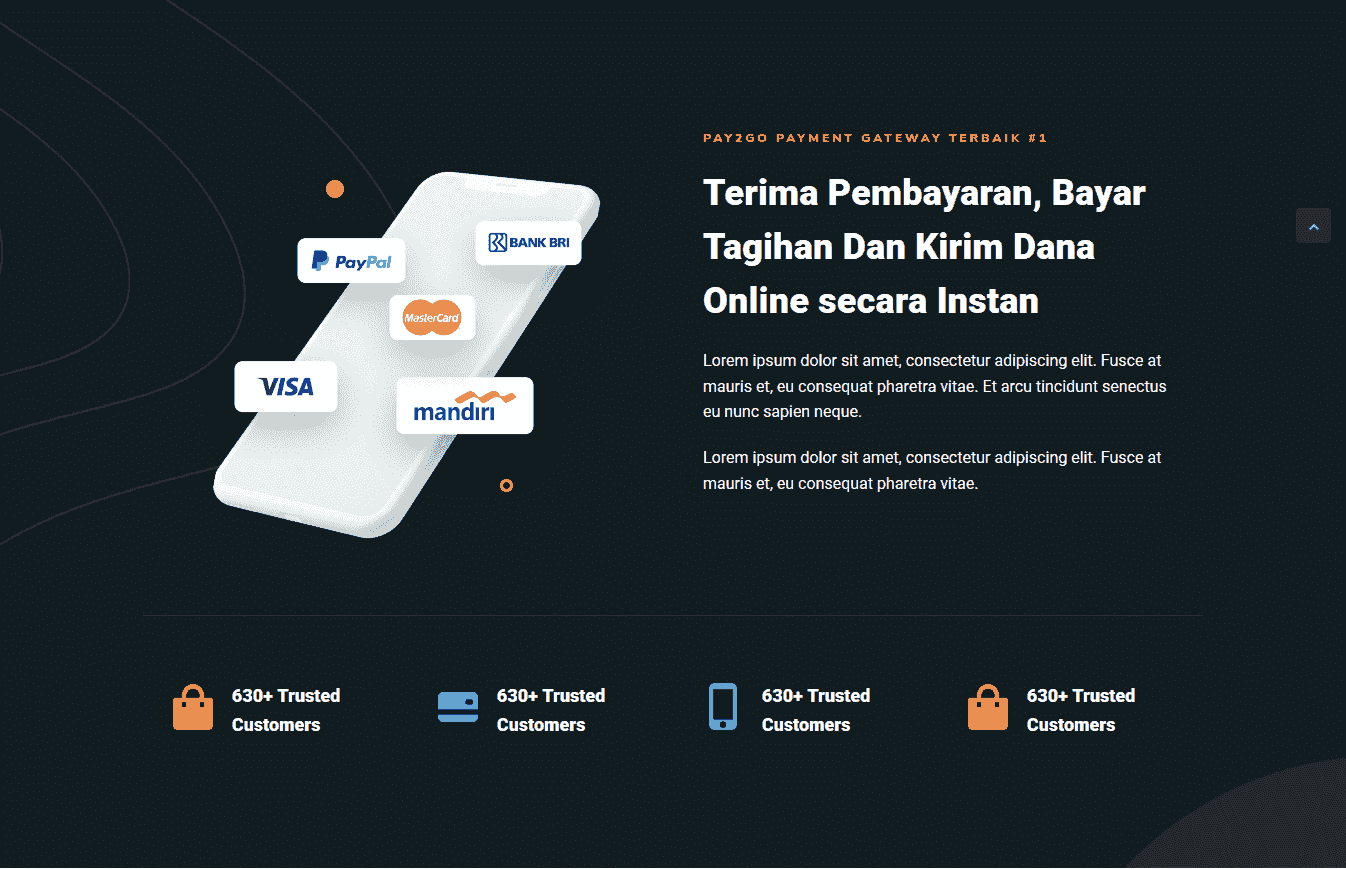 PAY2GO PAYMENT GATEWAY TERBAIK #1
Terima Pembayaran, Bayar
Tagihan Dan Kirim Dana
Online secara Instan
Lorem ipsum dolor sit amet, consectetur adipiscing elit. Fusce at
mauris et, eu consequat pharetra vitae. Et arcu tincidunt senectus
eu nunc sapien neque.
Lorem ipsum dolor sit amet, consectetur adipiscing elit. Fusce at
mauris et, eu consequat pharetra vitae.
BANK BRI
PayPal
MasterCard
VISA
mandiri
630+ Trusted
Customers
630+ Trusted
Customers
630+ Trusted
Customers
630+ Trusted
Customers